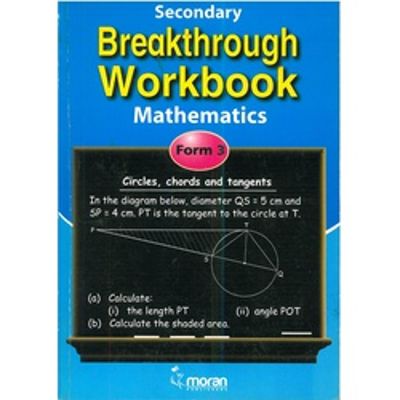 Secondary
Breakthrough
Workbook
Mathematics
Form 3
Circles, chords and tangents
In the diagram below, diameter QS = 5 cm and
SP = 4 cm. PT is the tangent to the circle at T.
P
T
S
Q
(a) Calculate:
(i) the length PT (ii) angle POT
(b) Calculate the shaded area.
moran
PUBLISHERS